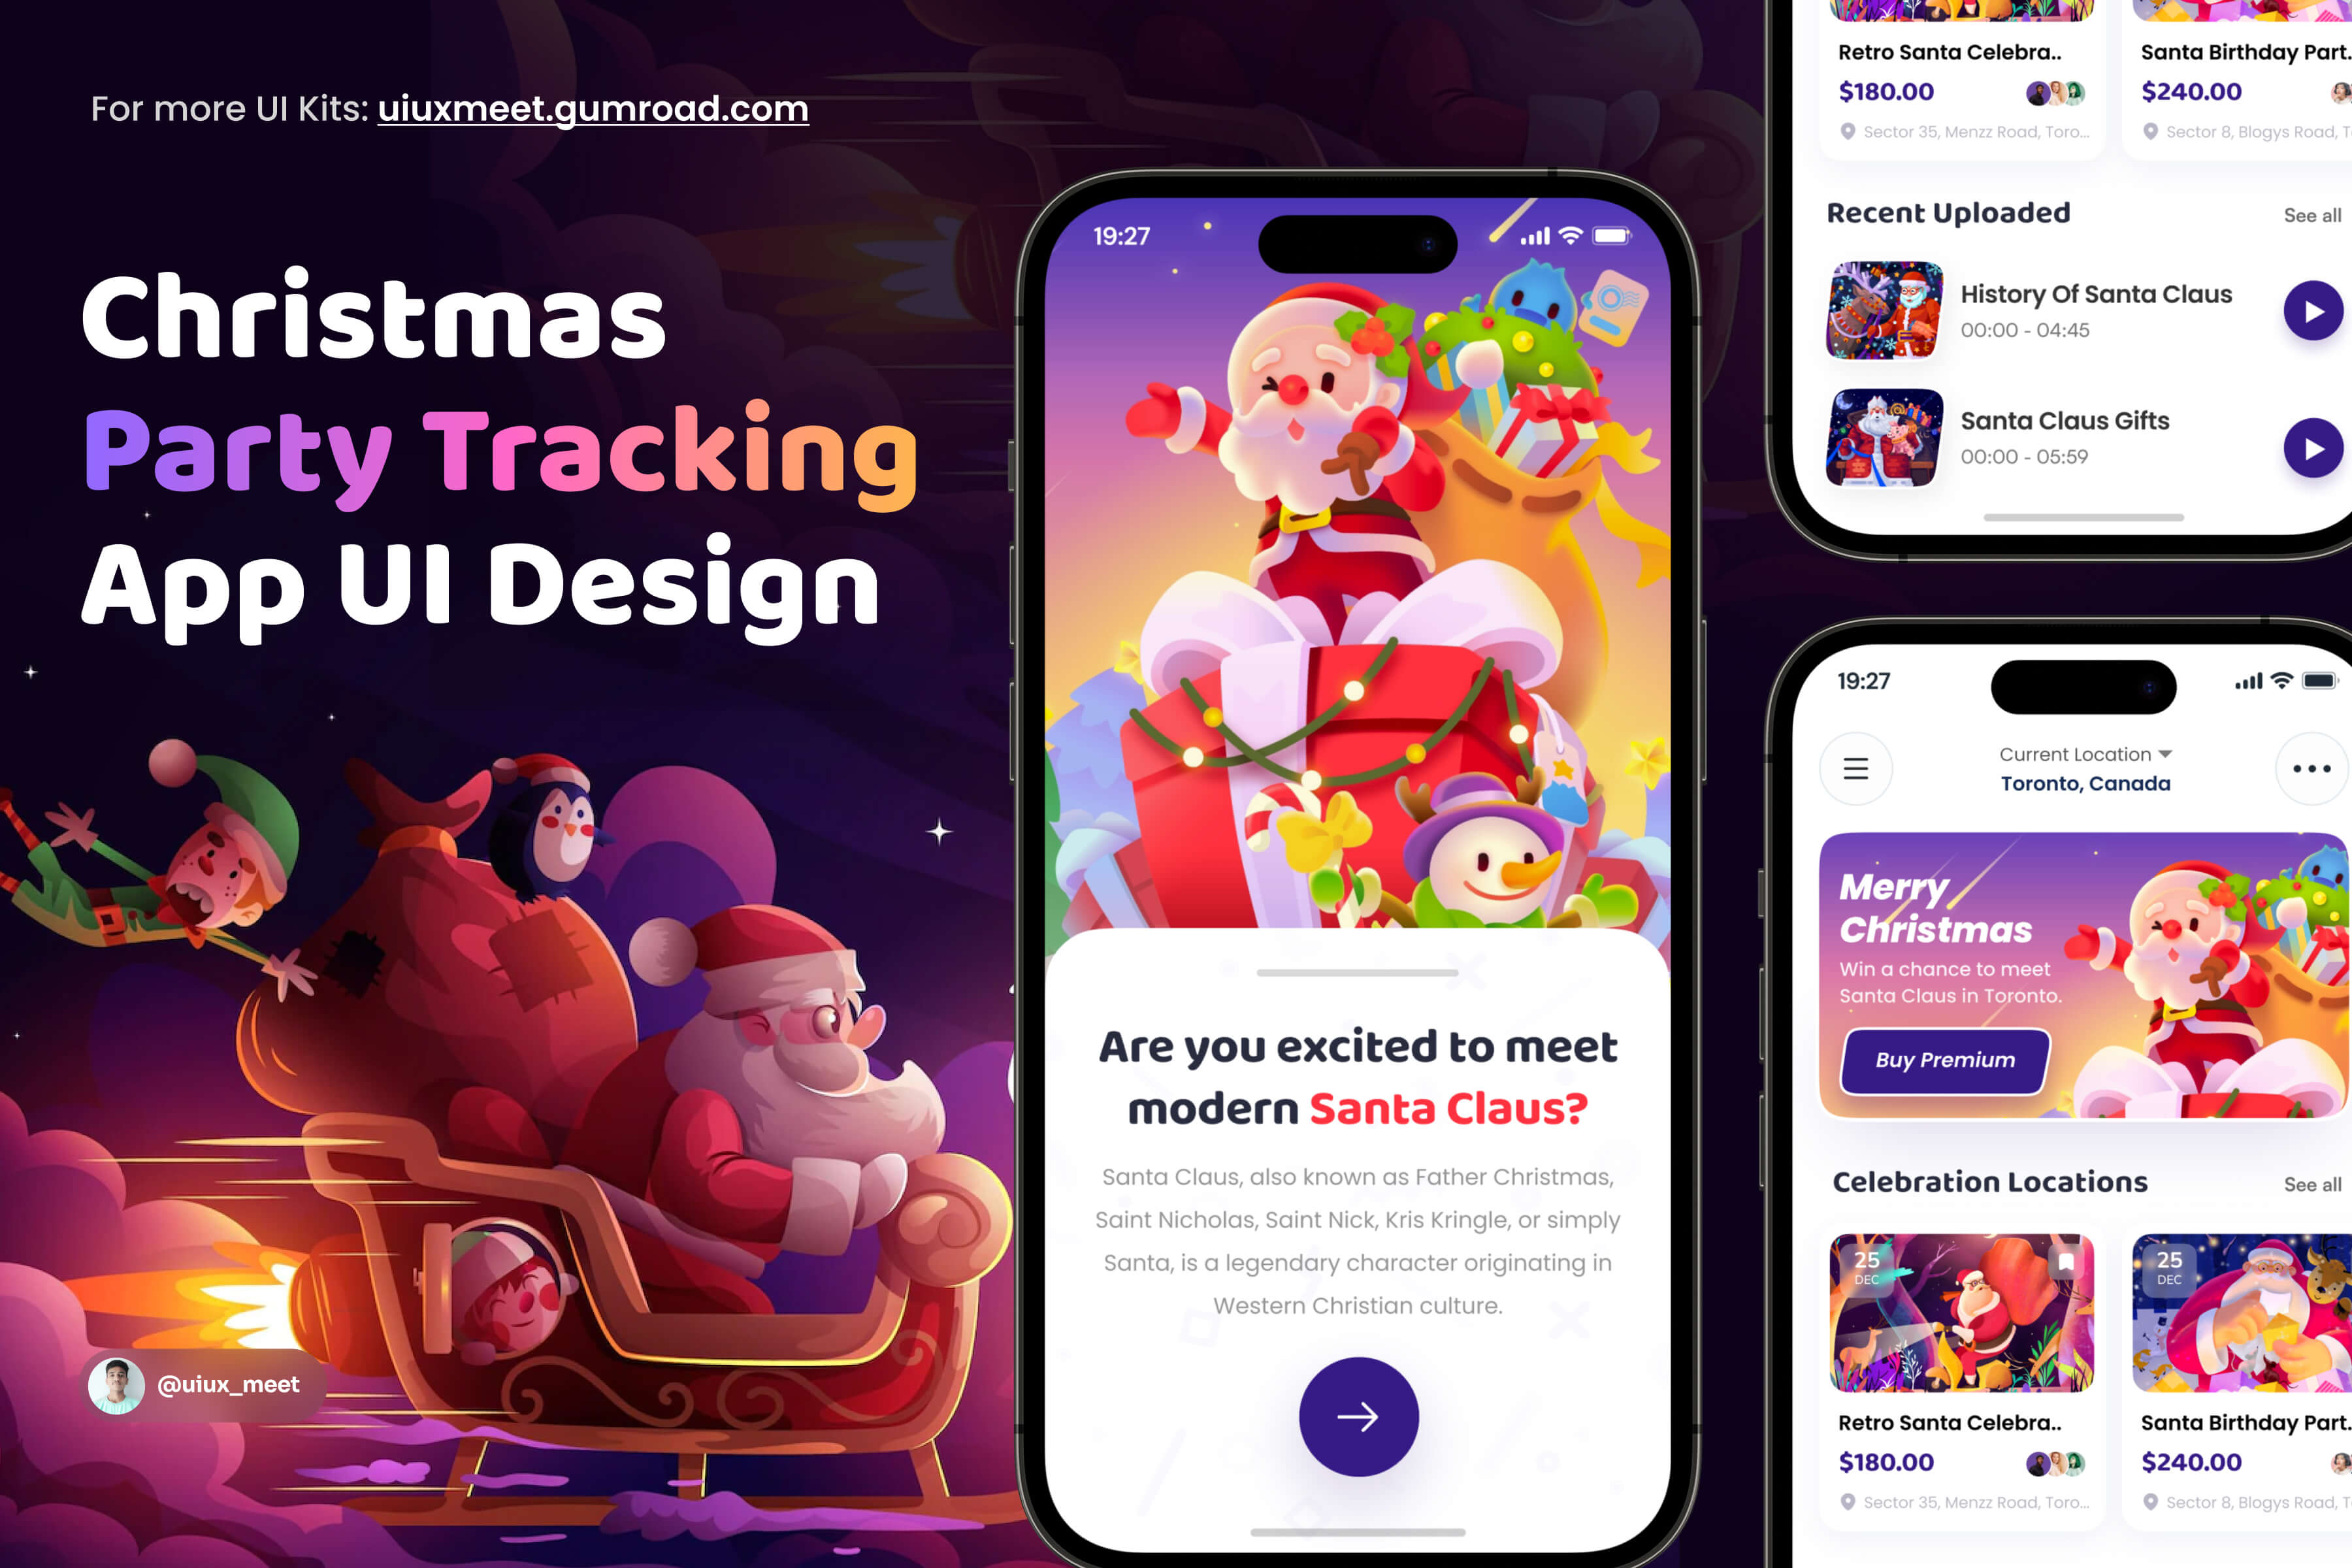 For more UI Kits: uiuxmeet.gumroad.com
Christmas
Party Tracking
App UI Design
@uiux_meet
19:27
Are you excited to meet
modern Santa Claus?
Santa Claus, also known as Father Christmas,
Saint Nicholas, Saint Nick, Kris Kringle, or simply
Santa, is a legendary character originating in
Western Christian culture.
Retro Santa Celebra..
$180.00
Sector 35, Menzz Road, Toro...
Santa Birthday Part.
$240.00
Sector 8, Blogys Road, T
Recent Uploaded
See all
History Of Santa Claus
00:00 - 04:45
Santa Claus Gifts
00:00 - 05:59
19:27
Current Location
Toronto, Canada
Merry
Christmas
Win a chance to meet
Santa Claus in Toronto.
Buy Premium
Celebration Locations
See all
25
DEC
Retro Santa Celebra..
$180.00
Sector 35, Menzz Road, Toro...
25
DEC
Santa Birthday Part.
$240.00
Sector 8, Blogys Road, T